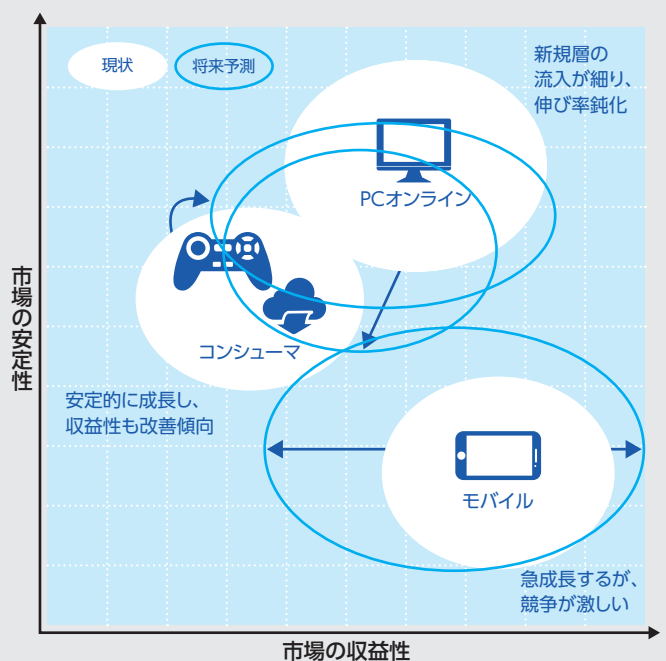 現状
将来予測
新規層の
流入が細り、
伸び率鈍化
PCオンライン
コンシューマ
安定的に成長し、
収益性も改善傾向
モバイル
急成長するが、
競争が激しい
市場の安定性
市場の収益性